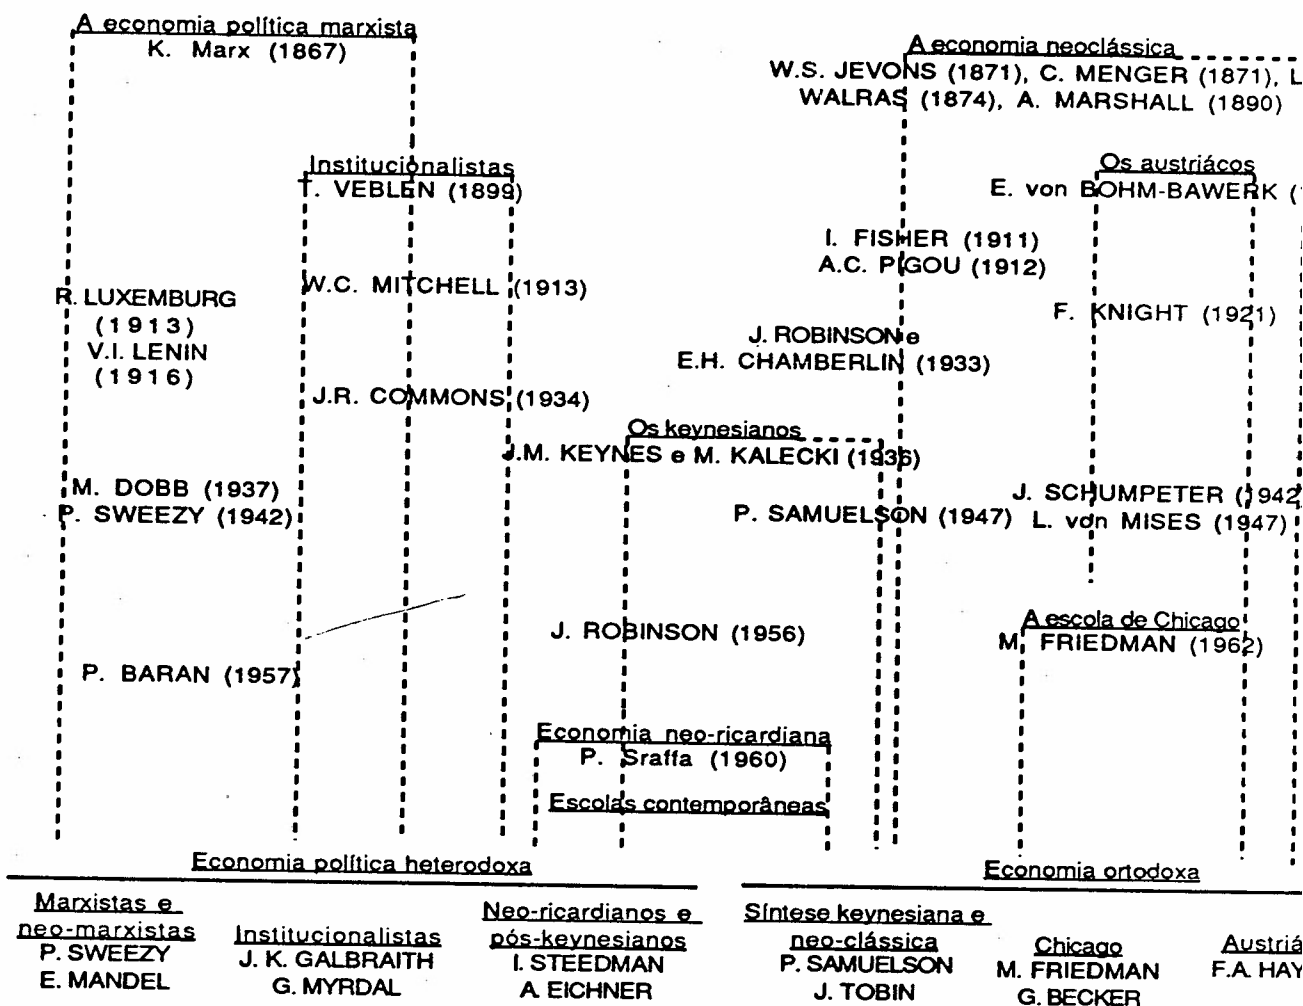 A economia política marxista
K. Marx (1867)
A economia neoclássica
W.S. JEVONS (1871), C. MENGER (1871), L
WALRAS (1874), A. MARSHALL (1890)
Institucionalistas
T. VEBLEN (1899)
Os austriácos
E. von BOHM-BAWERK (
I. FISHER (1911)
A.C. PIGOU (1912)
W.C. MITCHELL (1913)
R. LUXEMBURG
(1913)
V.I. LENIN
(1916)
F. KNIGHT (1921)
J. ROBINSON e
E.H. CHAMBERLIN (1933)
J.R. COMMONS (1934)
Os keynesianos
J.M. KEYNES e M. KALECKI (1936)
M. DOBB (1937)
P. SWEEZY (1942)
P. SAMUELSON (1947)
J. SCHUMPETER (1942
L. von MISES (1947)
J. ROBINSON (1956)
A escola de Chicago
M. FRIEDMAN (1962)
P. BARAN (1957)
Economia neo-ricardiana
P. Sraffa (1960)
Escolas contemporâneas
Economia política heterodoxa
Economia ortodoxa
Marxistas e
neo-marxistas
P. SWEEZY
E. MANDEL
Institucionalistas
J. K. GALBRAITH
G. MYRDAL
Neo-ricardianos e
pós-keynesianos
I. STEEDMAN
A. EICHNER
Síntese keynesiana e
neo-clássica
P. SAMUELSON
J. TOBIN
Chicago
M. FRIEDMAN
G. BECKER
Austriá
F.A. HAY